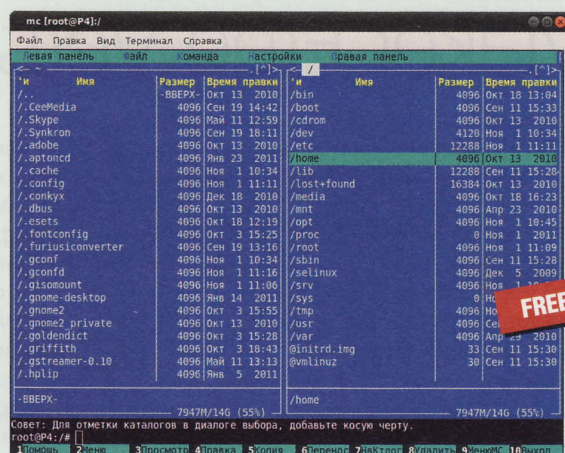 mc [root@P4]:/
Файл Правка Вид Терминал Справка
Левая панель Файл Команда Настройки Правая панель
<- ~ .[^]> <- / .[^]>
'и Имя Размер Время правки 'и Имя Размер Время правки
/.. -ВВЕРХ- Окт 13 2010 /bin 4096 Окт 18 13:04
/.CeeMedia 4096 Сен 19 14:42 /boot 4096 Сен 11 15:33
/.Skype 4096 Май 11 12:59 /cdrom 4096 Окт 13 2010
/.Synkron 4096 Сен 19 18:11 /dev 4120 Ноя 1 10:34
/.adobe 4096 Окт 13 2010 /etc 12288 Ноя 1 11:11
/.aptoncd 4096 Янв 23 2011 /home 4096 Окт 13 2010
/.cache 4096 Ноя 1 10:34 /lib 12288 Сен 11 15:28
/.config 4096 Ноя 1 11:11 /lost+found 16384 Окт 13 2010
/.conkyx 4096 Дек 18 2010 /media 4096 Окт 18 16:23
/.dbus 4096 Окт 13 2010 /mnt 4096 Апр 23 2010
/.esets 4096 Окт 18 12:19 /opt 4096 Ноя 1 10:45
/.fontconfig 4096 Окт 3 15:25 /proc 0 Ноя 1 2011
/.furiusiconverter 4096 Сен 19 13:16 /root 4096 Ноя 1 11:09
/.gconf 4096 Ноя 1 10:34 /sbin 4096 Сен 11 15:28
/.gconfd 4096 Ноя 1 11:16 /selinux 4096 Дек 5 2009
/.gisomount 4096 Ноя 1 11:06 /srv 4096 Ноя 1
/.gnome-desktop 4096 Янв 14 2011 /sys 0
/.gnome2 4096 Окт 3 15:55 /tmp 4096
/.gnome2_private 4096 Окт 13 2010 /usr 4096
/.goldendict 4096 Окт 3 15:28 /var 4096 Апр 29 2010
/.griffith 4096 Окт 3 18:43 @initrd.img 33 Сен 11 15:30
/.gstreamer-0.10 4096 Май 11 13:13 @vmlinuz 30 Сен 11 15:30
/.hplip 4096 Янв 5 2011
FREE
-ВВЕРХ- /home
7947M/14G (55%) 7947M/14G (55%)
Совет: Для отметки каталогов в диалоге выбора, добавьте косую черту.
root@P4:/#
1Помощь 2Меню 3Просмотр 4Правка 5Копия 6Перенос 7НвКтлог 8Удалить 9МенюMC 10Выход